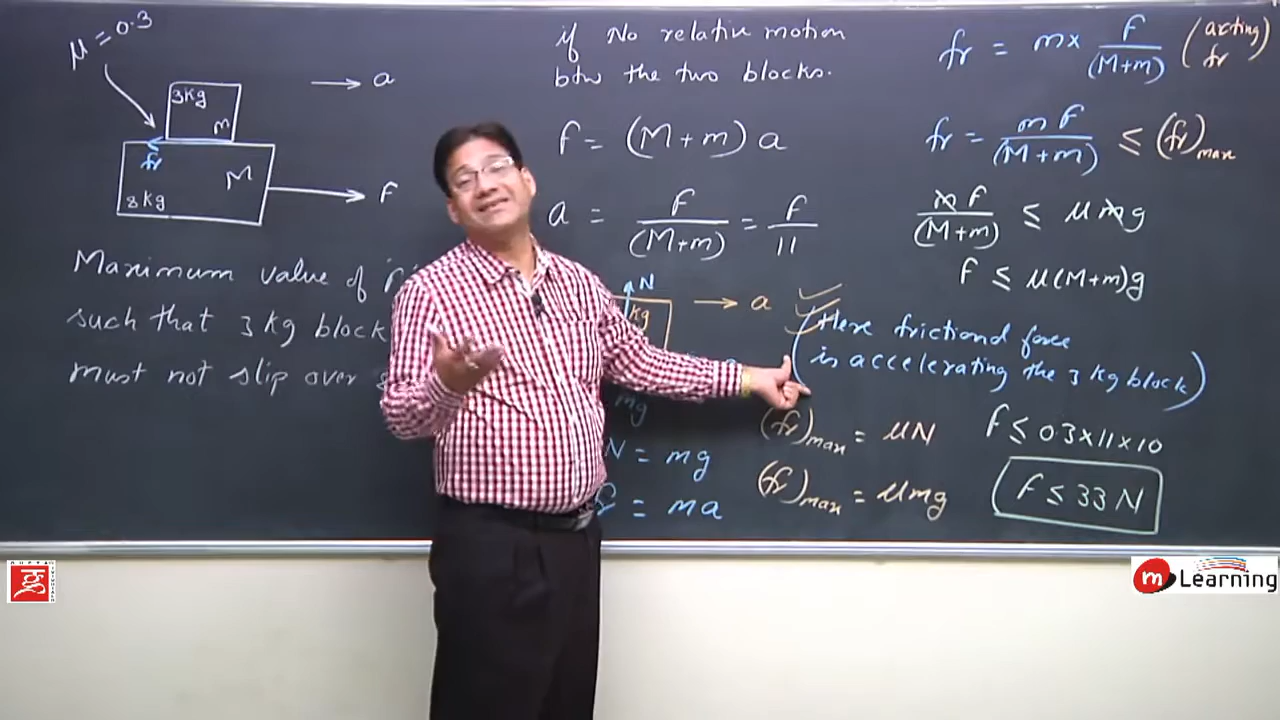 μ = 0.3
3kg
m
→ a
fr
M
8kg
F
Maximum value of
such that 3 kg block
must not slip over
if No relative motion
btw the two blocks.
F = (M+m) a
a = F/(M+m) = F/11
N
kg
→ a
mg
N = mg
fr = ma
(Here frictional force
is accelerating the 3 kg block)
(fr)max = μN
(fr)max = μmg
fr = m× F/(M+m) (acting fr)
fr = mF/(M+m) ≤ (fr)max
mF/(M+m) ≤ μmg
F ≤ μ(M+m)g
F ≤ 0.3×11×10
F ≤ 33 N
GUPTA
m Learning